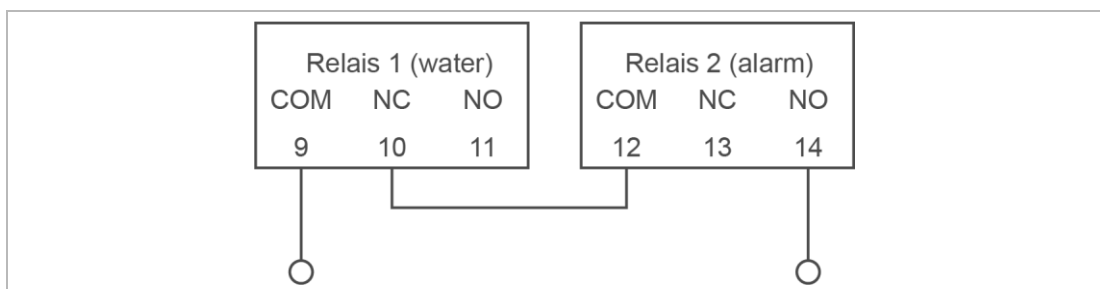 Relais 1 (water)
COM NC NO
9 10 11
Relais 2 (alarm)
COM NC NO
12 13 14